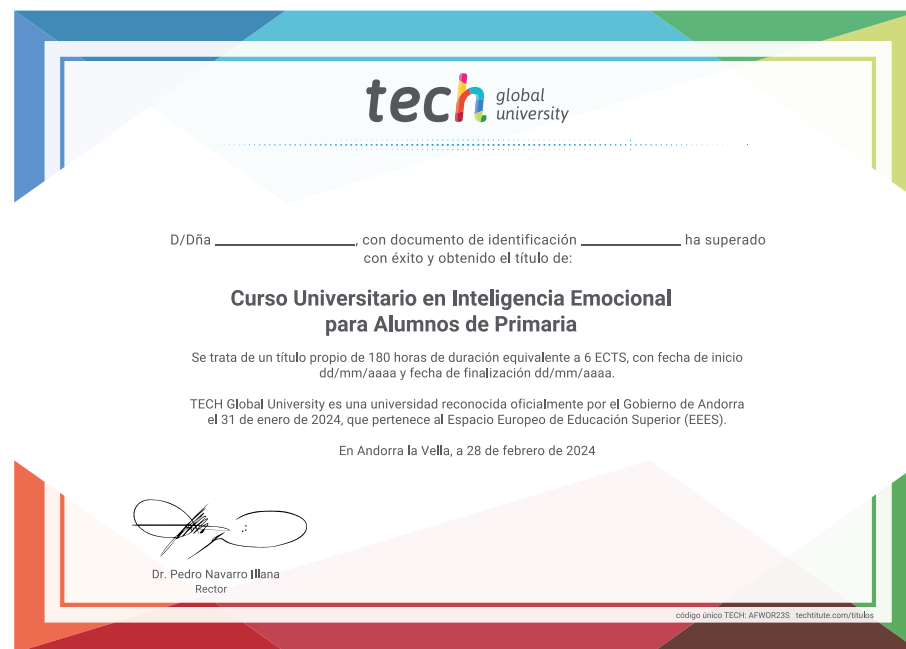 tech global university
D/Dña ____________, con documento de identificación ____________ ha superado
con éxito y obtenido el título de:
Curso Universitario en Inteligencia Emocional
para Alumnos de Primaria
Se trata de un título propio de 180 horas de duración equivalente a 6 ECTS, con fecha de inicio
dd/mm/aaaa y fecha de finalización dd/mm/aaaa.
TECH Global University es una universidad reconocida oficialmente por el Gobierno de Andorra
el 31 de enero de 2024, que pertenece al Espacio Europeo de Educación Superior (EEES).
En Andorra la Vella, a 28 de febrero de 2024
Dr. Pedro Navarro Illana
Rector
código único TECH: AFWOR23S techtitute.com/titulos